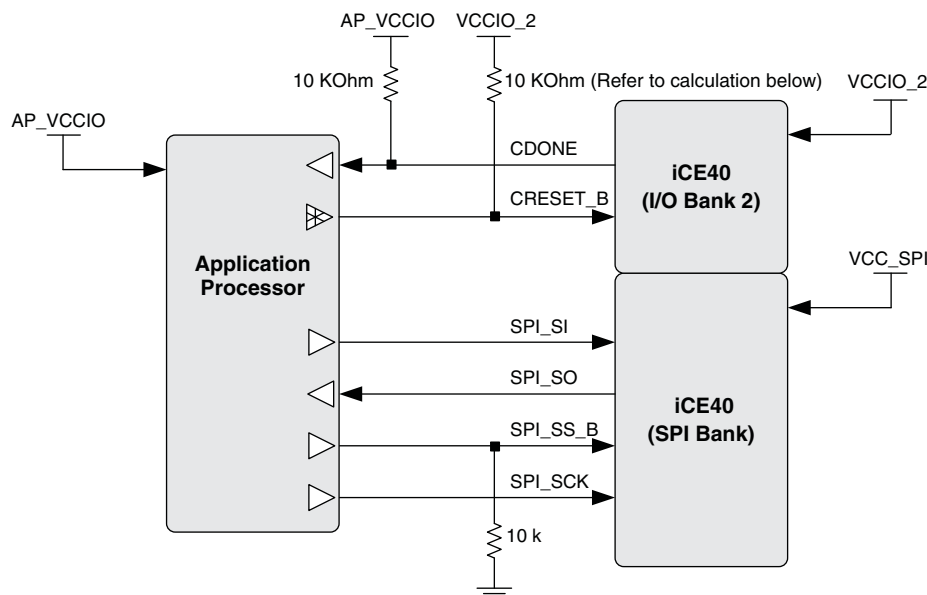 AP_VCCIO
VCCIO_2
10 KOhm
10 KOhm (Refer to calculation below)
VCCIO_2
AP_VCCIO
CDONE
iCE40
(I/O Bank 2)
CRESET_B
Application
Processor
VCC_SPI
SPI_SI
SPI_SO
iCE40
(SPI Bank)
SPI_SS_B
SPI_SCK
10 k